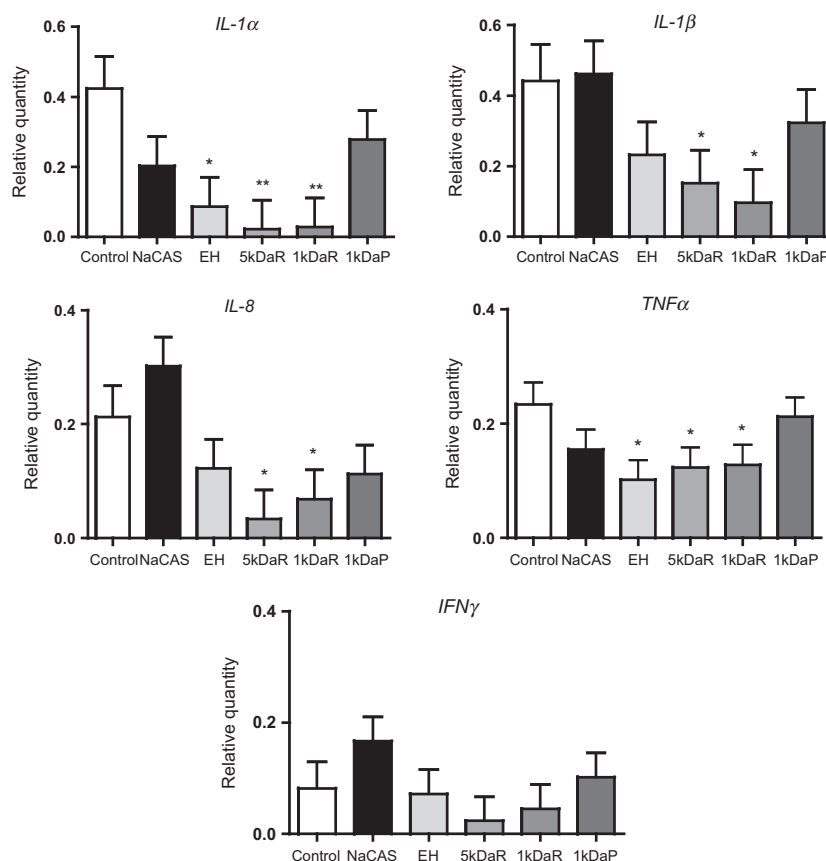 IL-1α
Relative quantity
0.6
0.4
0.2
0.0
*
**
**
Control NaCAS EH 5kDaR 1kDaR 1kDaP
IL-1β
Relative quantity
0.6
0.4
0.2
0.0
*
*
Control NaCAS EH 5kDaR 1kDaR 1kDaP
IL-8
Relative quantity
0.4
0.2
0.0
*
*
Control NaCAS EH 5kDaR 1kDaR 1kDaP
TNFα
Relative quantity
0.4
0.2
0.0
*
*
*
Control NaCAS EH 5kDaR 1kDaR 1kDaP
IFNγ
Relative quantity
0.4
0.2
0.0
Control NaCAS EH 5kDaR 1kDaR 1kDaP